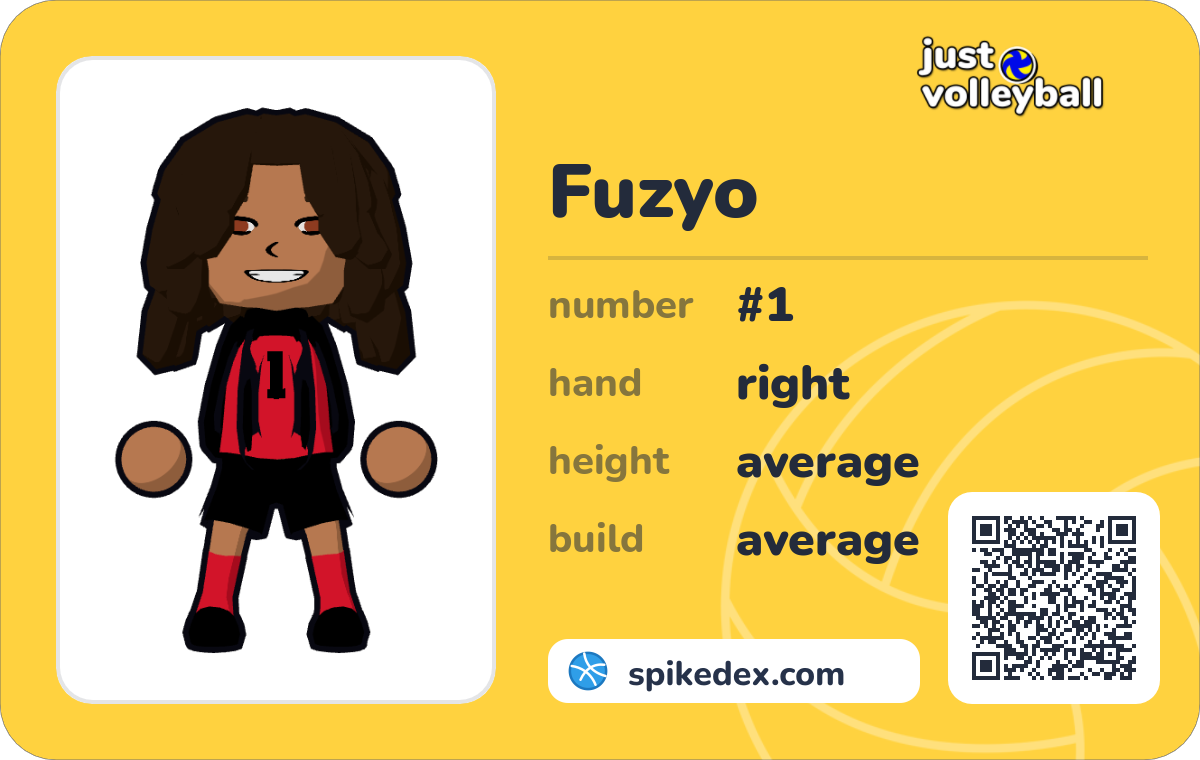 just
volleyball
Fuzyo
number #1
hand right
height average
build average
spikedex.com
1